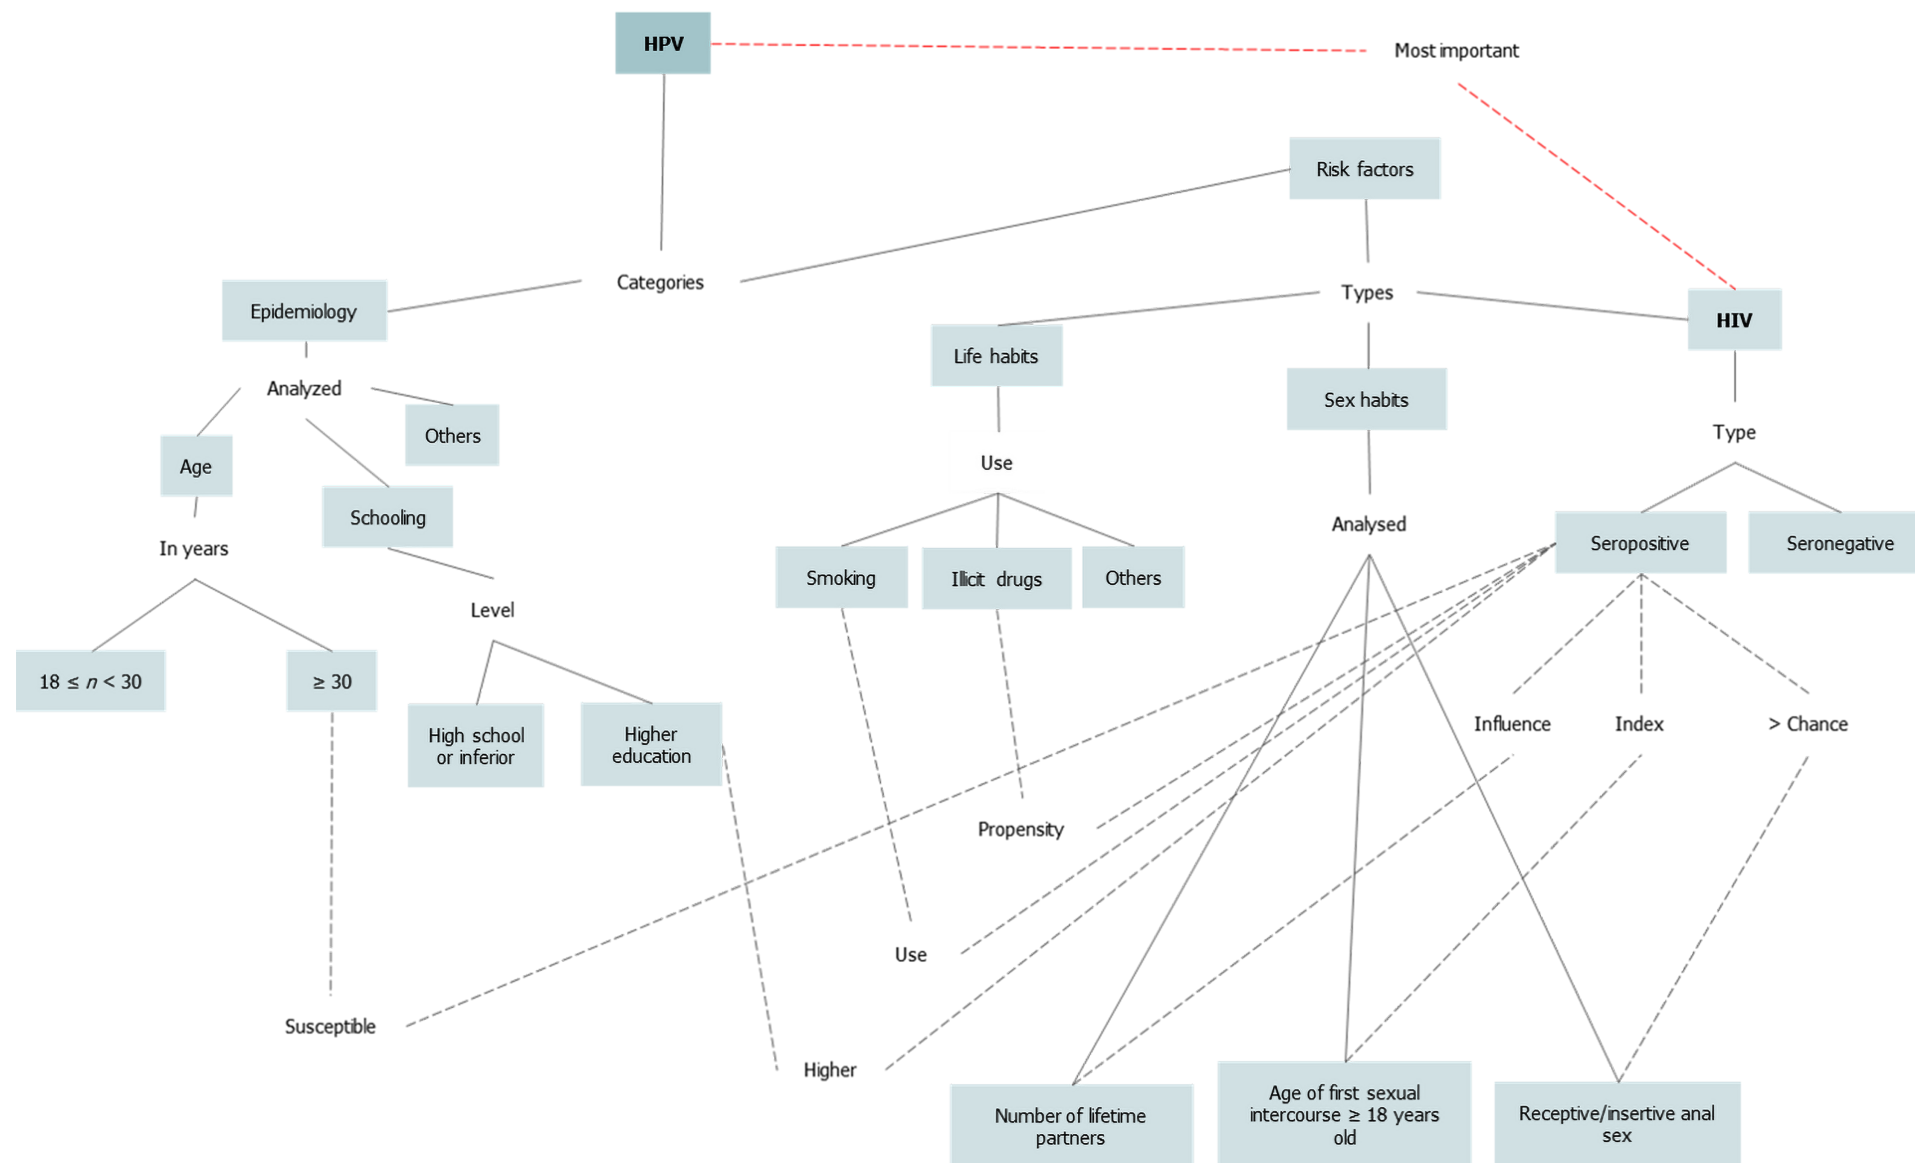 HPV
Most important
Risk factors
Categories
Types
Epidemiology
HIV
Life habits
Analyzed
Sex habits
Others
Type
Age
Use
Schooling
Analysed
In years
Seropositive
Seronegative
Smoking
Illicit drugs
Others
Level
18 ≤ n < 30
≥ 30
High school
or inferior
Higher
education
Influence
Index
> Chance
Propensity
Use
Susceptible
Higher
Number of lifetime
partners
Age of first sexual
intercourse ≥ 18 years
old
Receptive/insertive anal
sex